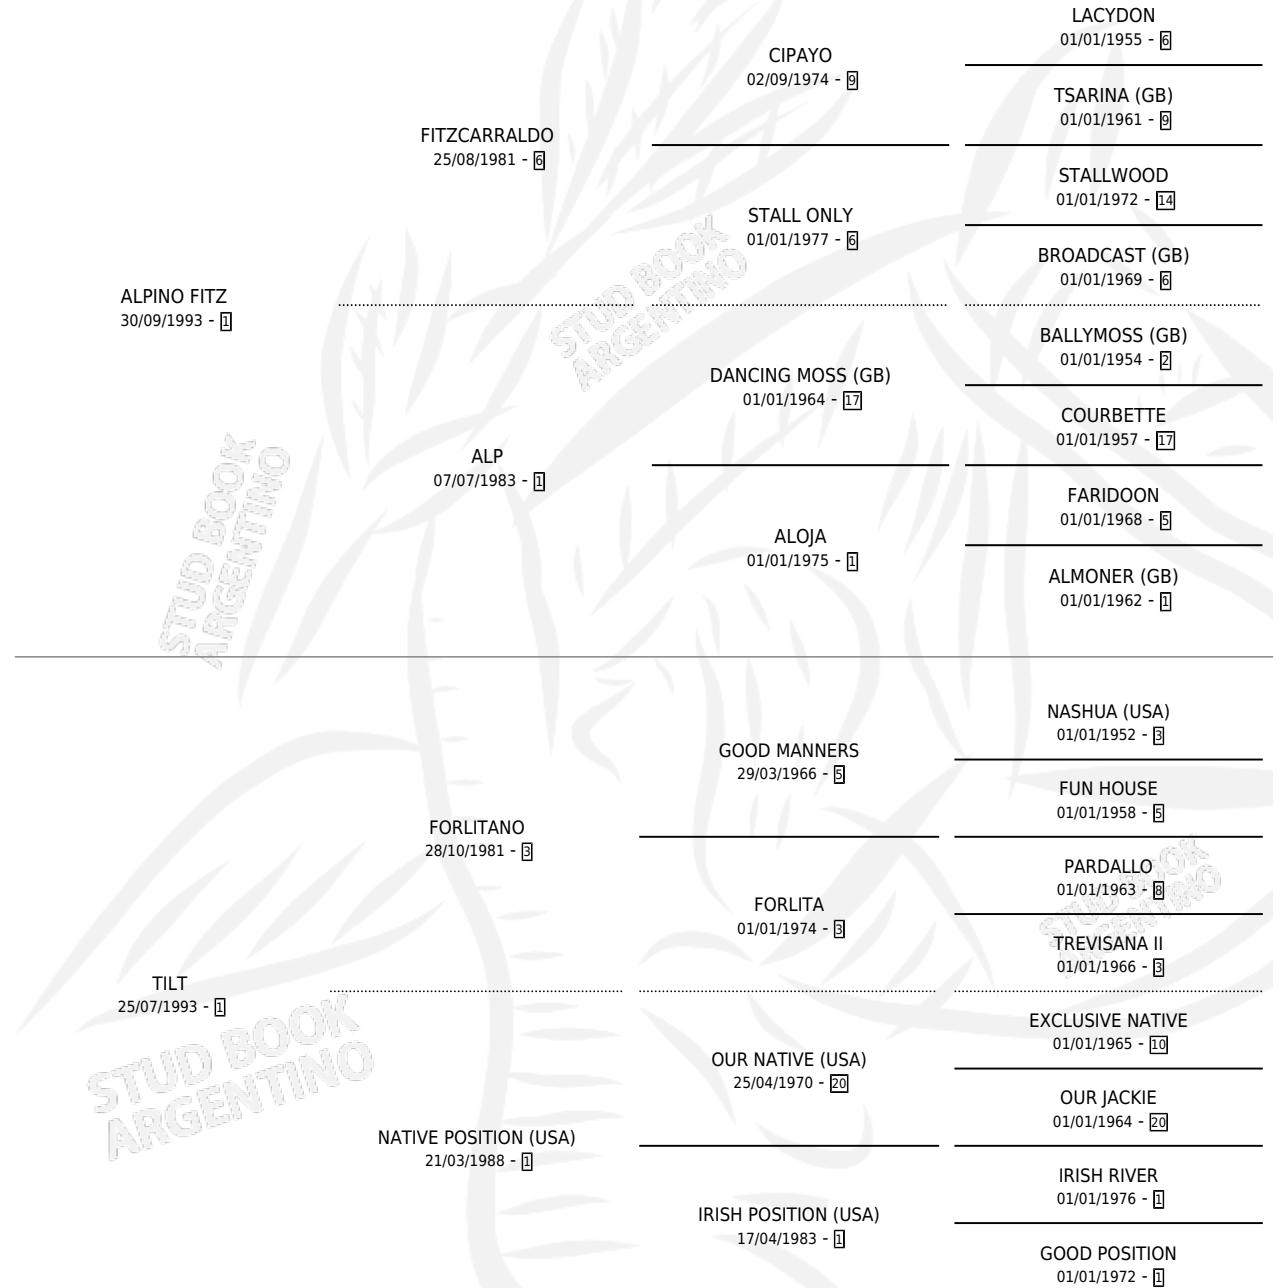 LACYDON
01/01/1955 - 6
CIPAYO
02/09/1974 - 9
TSARINA (GB)
01/01/1961 - 9
FITZCARRALDO
25/08/1981 - 6
STALLWOOD
01/01/1972 - 14
STALL ONLY
01/01/1977 - 6
BROADCAST (GB)
01/01/1969 - 6
ALPINO FITZ
30/09/1993 - 1
BALLYMOSS (GB)
01/01/1954 - 2
DANCING MOSS (GB)
01/01/1964 - 17
COURBETTE
01/01/1957 - 17
ALP
07/07/1983 - 1
FARIDOON
01/01/1968 - 5
ALOJA
01/01/1975 - 1
ALMONER (GB)
01/01/1962 - 1
NASHUA (USA)
01/01/1952 - 3
GOOD MANNERS
29/03/1966 - 5
FUN HOUSE
01/01/1958 - 5
FORLITANO
28/10/1981 - 3
PARDALLO
01/01/1963 - 8
FORLITA
01/01/1974 - 3
TREVISANA II
01/01/1966 - 3
TILT
25/07/1993 - 1
EXCLUSIVE NATIVE
01/01/1965 - 10
OUR NATIVE (USA)
25/04/1970 - 20
OUR JACKIE
01/01/1964 - 20
NATIVE POSITION (USA)
21/03/1988 - 1
IRISH RIVER
01/01/1976 - 1
IRISH POSITION (USA)
17/04/1983 - 1
GOOD POSITION
01/01/1972 - 1
STUD BOOK
ARGENTINO
STUD BOOK
ARGENTINO
STUD BOOK
ARGENTINO
STUD BOOK
ARGENTINO